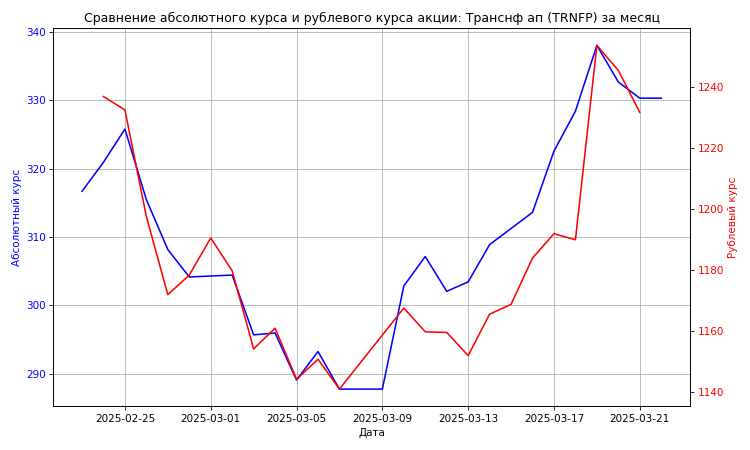 Сравнение абсолютного курса и рублевого курса акции: Транснф ап (TRNFP) за месяц
340
330
320
310
300
290
Абсолютный курс
1240
1220
1200
1180
1160
1140
Рублевый курс
2025-02-25 2025-03-01 2025-03-05 2025-03-09 2025-03-13 2025-03-17 2025-03-21
Дата